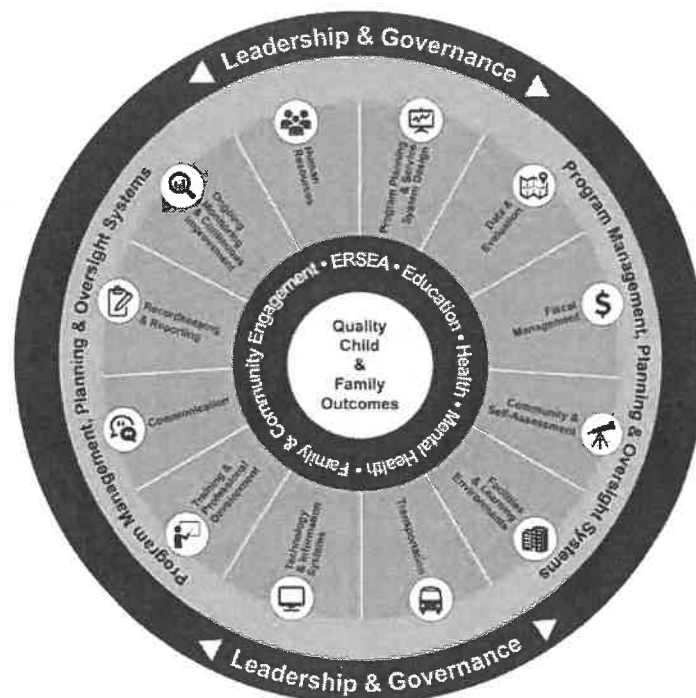 Leadership & Governance
Program Management, Planning & Oversight Systems
Program Management, Planning & Oversight Systems
Human
Resources
Program Planning
& Service
System Design
Data &
Evaluation
Fiscal
Management
Community &
Self-Assessment
Facilities
& Learning
Environments
Transportation
Technology
& Information
Systems
Training &
Professional
Development
Communication
Recordkeeping
& Reporting
Ongoing
Monitoring
& Continuous
Improvement
Family & Community Engagement • ERSEA • Education • Health • Mental Health •
Quality
Child
&
Family
Outcomes
Leadership & Governance